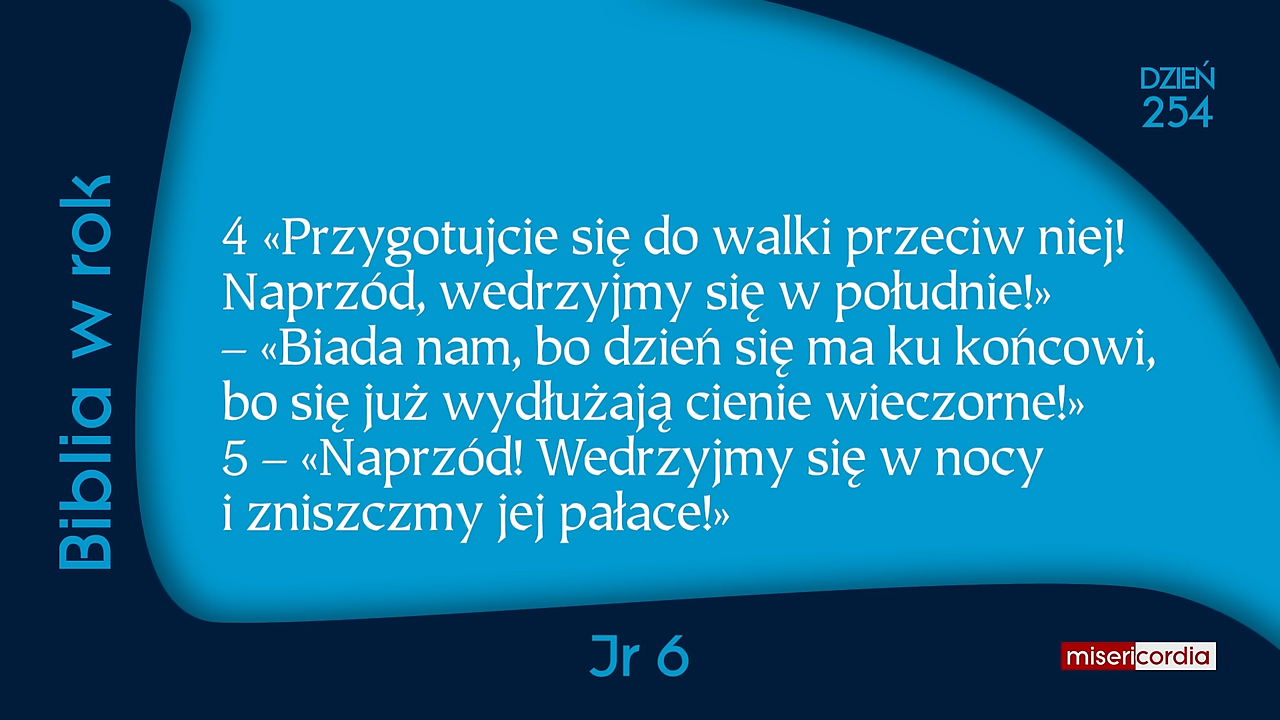 DZIEŃ
254
Biblia w rok
4 «Przygotujcie się do walki przeciw niej!
Naprzód, wedrzyjmy się w południe!»
– «Biada nam, bo dzień się ma ku końcowi,
bo się już wydłużają cienie wieczorne!»
5 – «Naprzód! Wedrzyjmy się w nocy
i zniszczmy jej pałace!»
Jr 6
misericordia